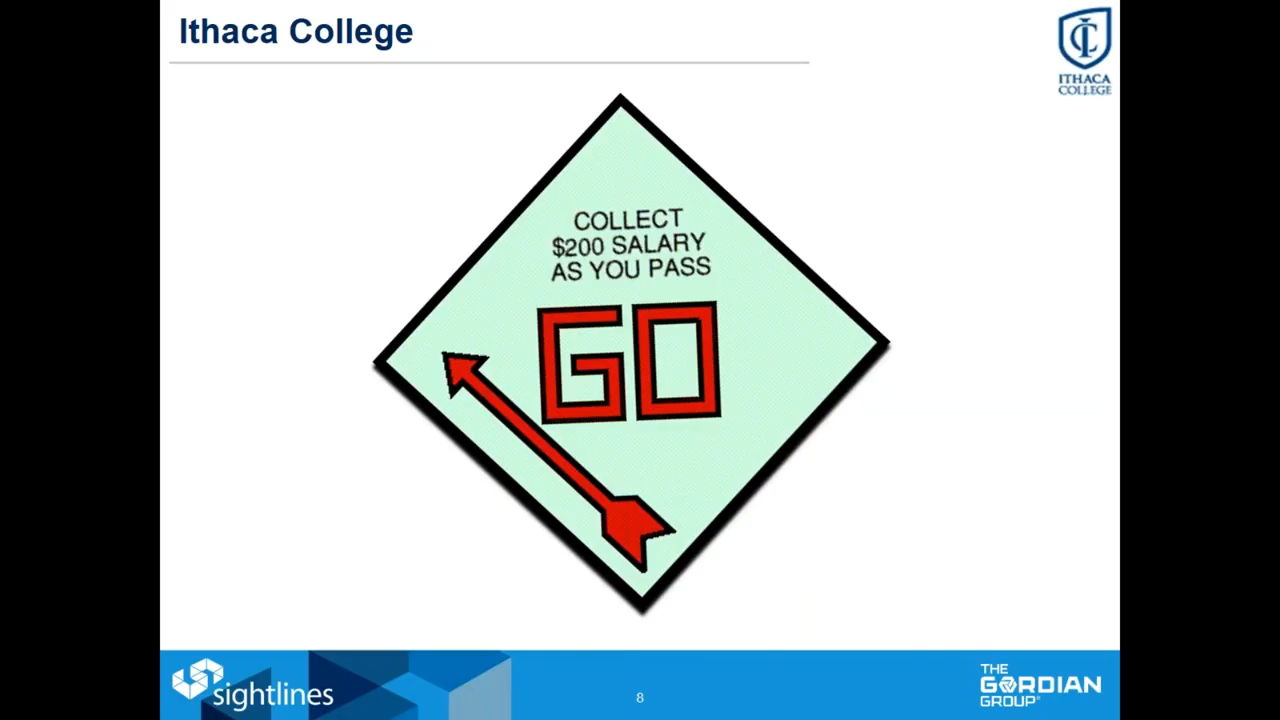 Ithaca College
ITHACA
COLLEGE
COLLECT
$200 SALARY
AS YOU PASS
GO
sightlines
8
THE
GORDIAN
GROUP®